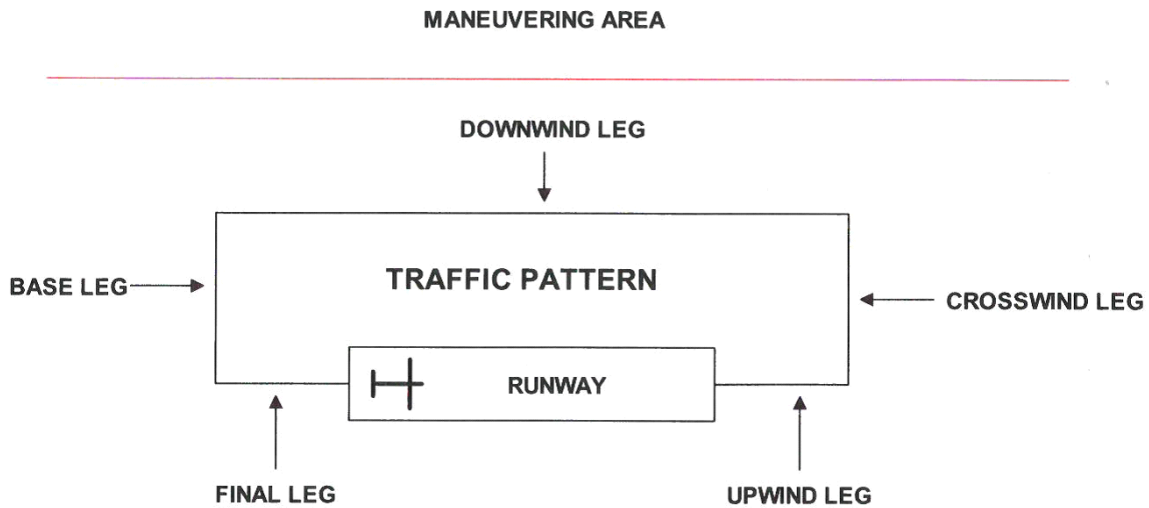 MANEUVERING AREA
DOWNWIND LEG
BASE LEG
TRAFFIC PATTERN
CROSSWIND LEG
RUNWAY
FINAL LEG
UPWIND LEG